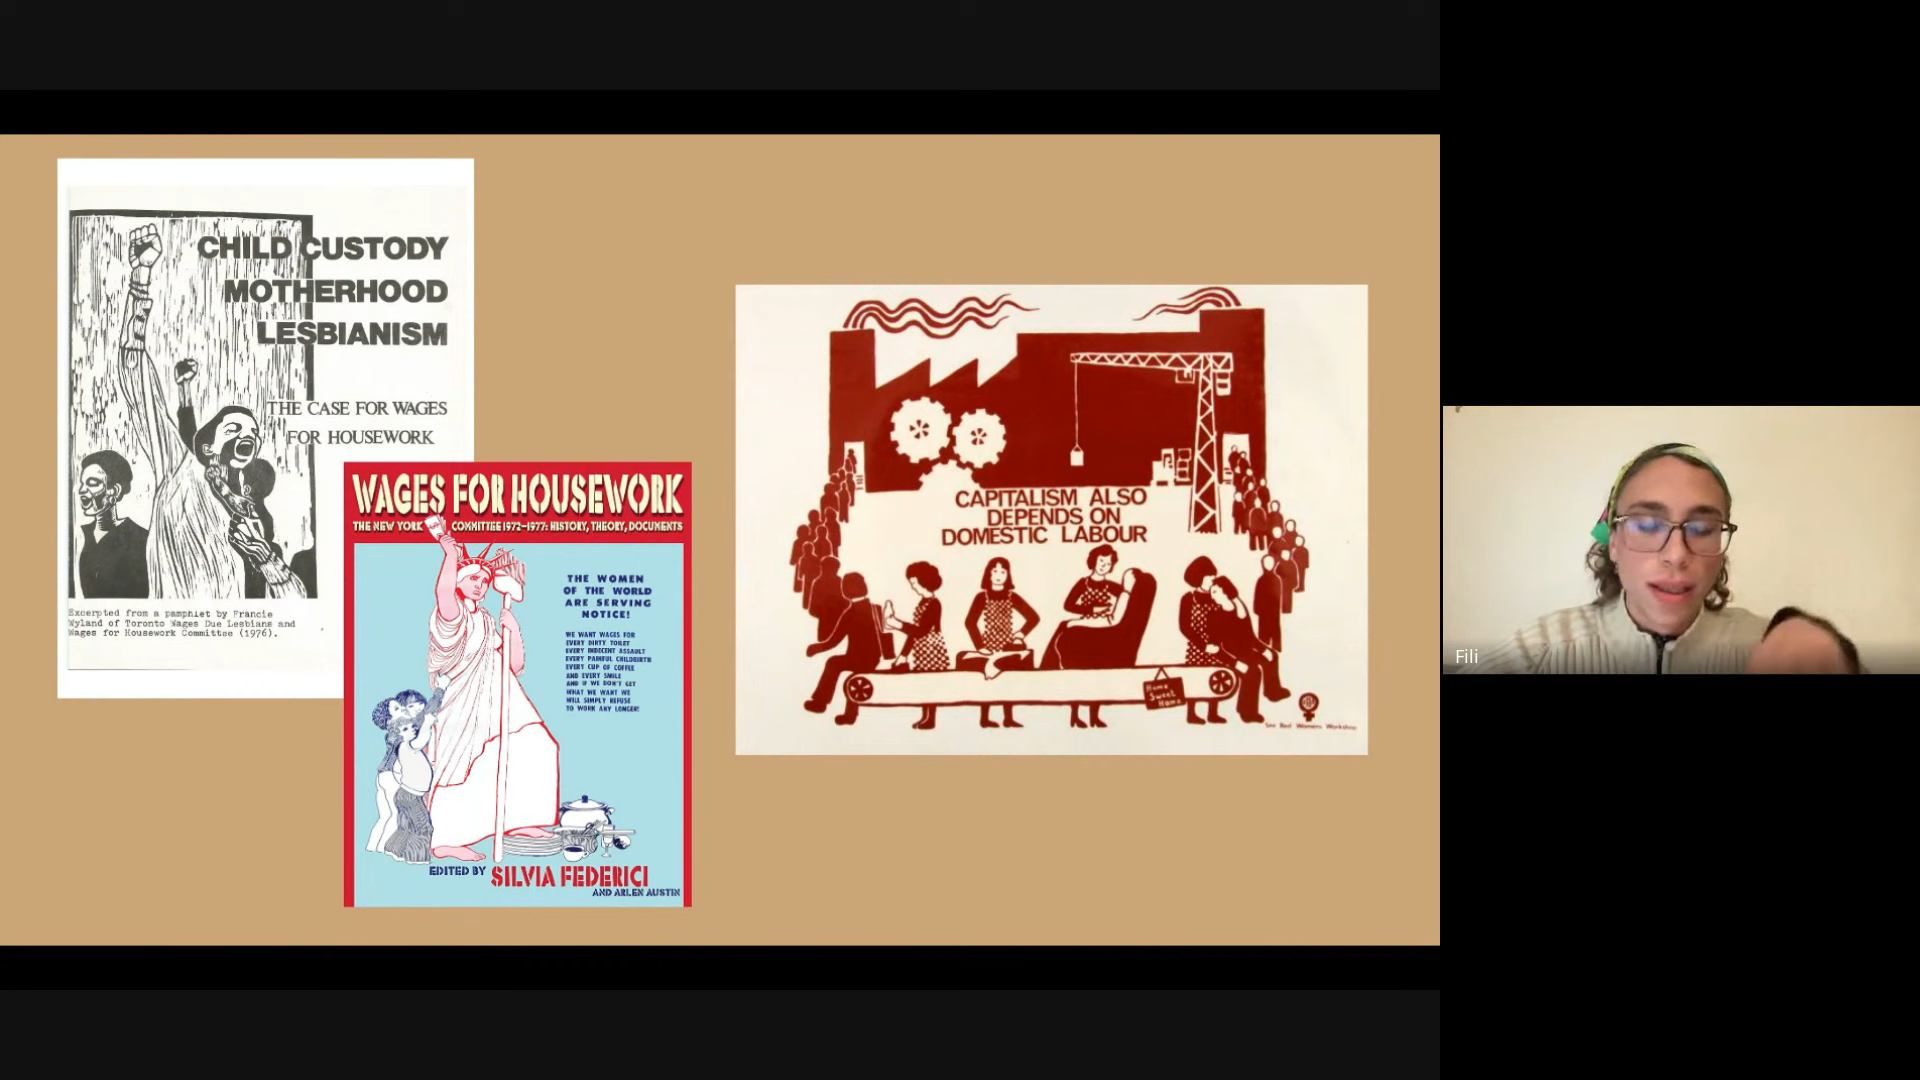 CHILD CUSTODY
MOTHERHOOD
LESBIANISM
THE CASE FOR WAGES
FOR HOUSEWORK
Excerpted from a pamphlet by Francie
Wyland of Toronto Wages Due Lesbians and
Wages for Housework Committee (1976).
WAGES FOR HOUSEWORK
THE NEW YORK COMMITTEE 1972–1977: HISTORY, THEORY, DOCUMENTS
THE WOMEN
OF THE WORLD
ARE SERVING
NOTICE!
WE WANT WAGES FOR
EVERY DIRTY TOILET
EVERY INDECENT ASSAULT
EVERY PAINFUL CHILDBIRTH
EVERY CUP OF COFFEE
AND EVERY SMILE
AND IF WE DON'T GET
WHAT WE WANT WE
WILL SIMPLY REFUSE
TO WORK ANY LONGER!
EDITED BY SILVIA FEDERICI
AND ARLEN AUSTIN
CAPITALISM ALSO
DEPENDS ON
DOMESTIC LABOUR
Home
Sweet
Home
See Red Womens Workshop
Fili